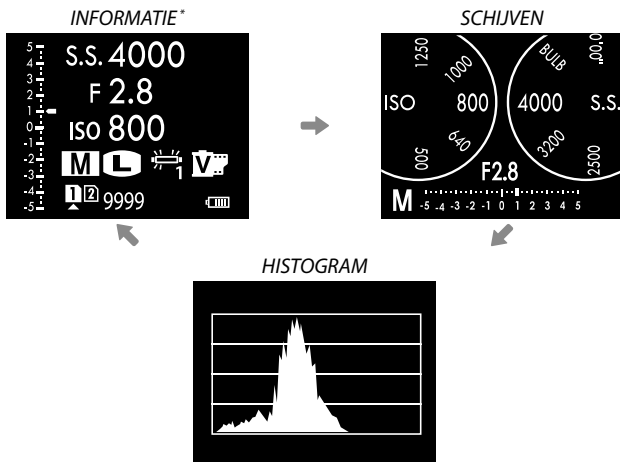 INFORMATIE*
5
4
3
2
1
0
-1
-2
-3
-4
-5
S.S. 4000
F 2.8
ISO 800
M L 1 V
1 2 9999
SCHIJVEN
1250 1000 BULB 0.00"
ISO 800 4000 S.S.
500 640 3200 2500
F2.8
M -5 -4 -3 -2 -1 0 1 2 3 4 5
HISTOGRAM